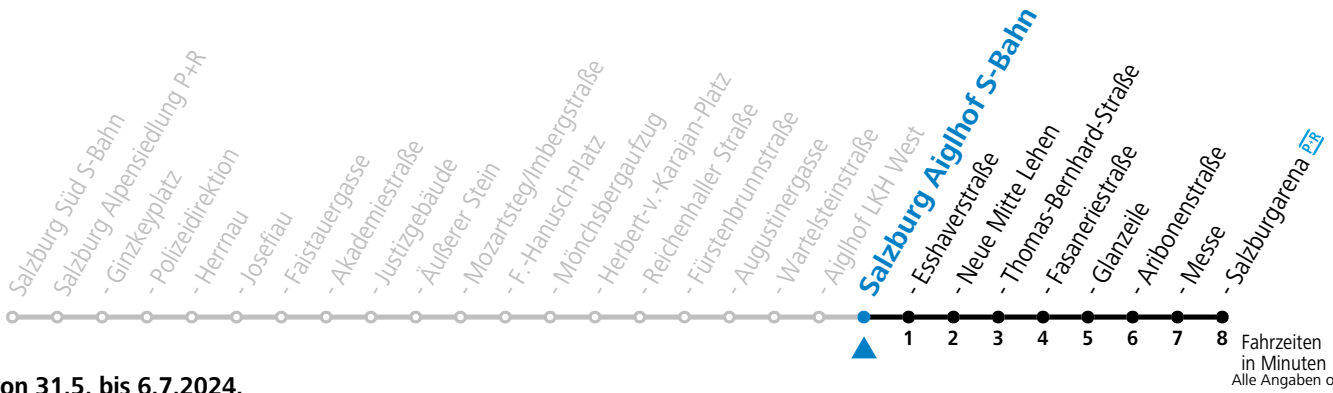 Salzburg Süd S-Bahn
Salzburg Alpensiedlung P+R
- Ginzkeyplatz
- Polizeidirektion
- Herrnau
- Josefiau
- Faistauergasse
- Akademiestraße
- Justizgebäude
- Äußerer Stein
- Mozartsteg/Imbergstraße
- F.-Hanusch-Platz
- Mönchsbergaufzug
- Herbert-v.-Karajan-Platz
- Reichenhaller Straße
- Fürstenbrunnstraße
- Augustinergasse
- Wartelsteinstraße
- Aiglhof LKH West
Salzburg Aiglhof S-Bahn
- Esshaverstraße
- Neue Mitte Lehen
- Thomas-Bernhard-Straße
- Fasaneriestraße
- Glanzeile
- Aribonenstraße
- Messe
- Salzburgarena P+R
1 2 3 4 5 6 7 8
Fahrzeiten
in Minuten
Alle Angaben o
on 31.5. bis 6.7.2024.